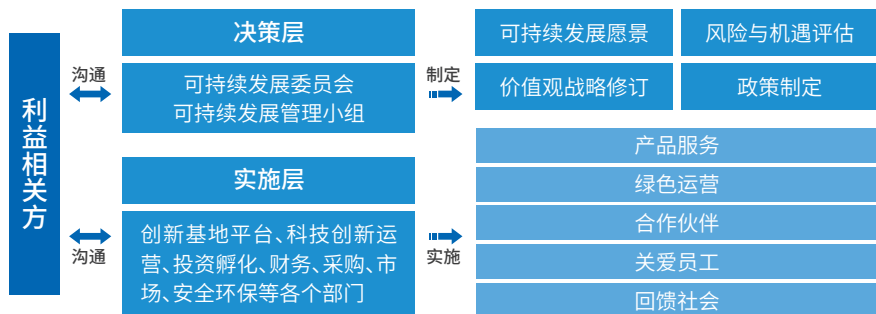 利益相关方
沟通
决策层
可持续发展委员会
可持续发展管理小组
制定
可持续发展愿景
风险与机遇评估
价值观战略修订
政策制定
沟通
实施层
创新基地平台、科技创新运
营、投资孵化、财务、采购、市
场、安全环保等各个部门
实施
产品服务
绿色运营
合作伙伴
关爱员工
回馈社会